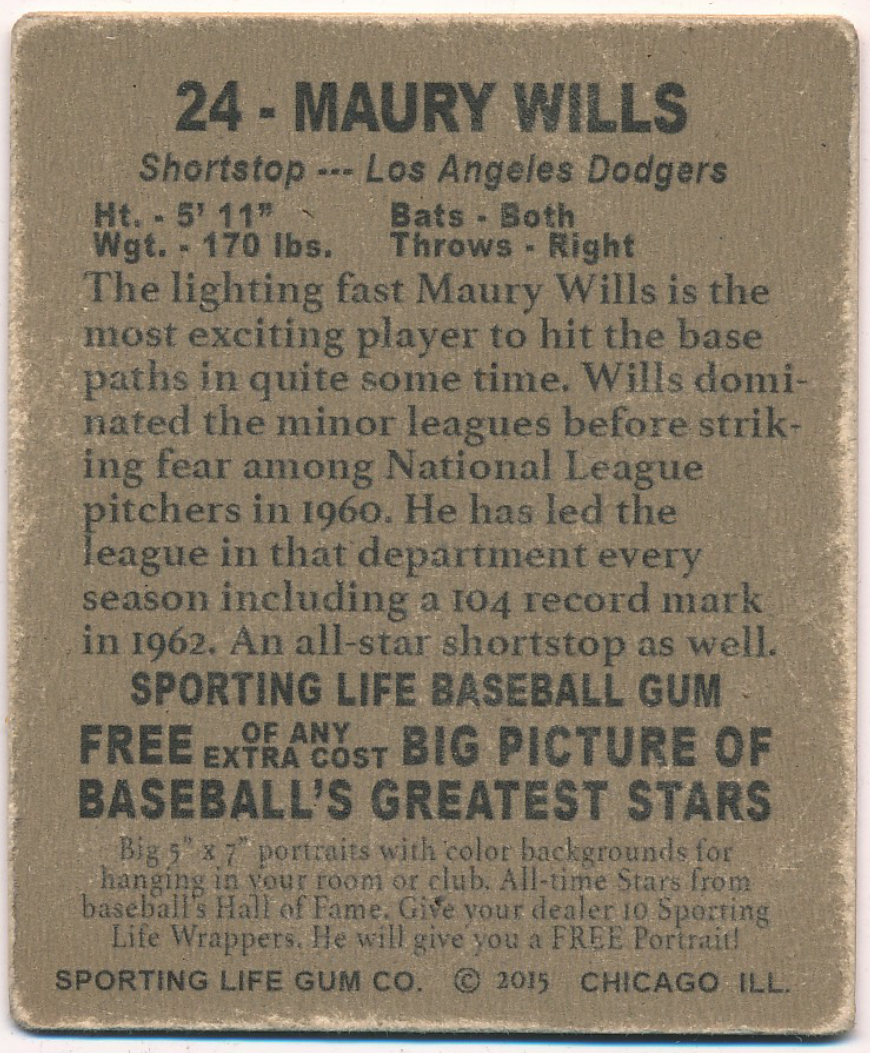 24 - MAURY WILLS
Shortstop --- Los Angeles Dodgers
Ht. - 5' 11" Bats - Both
Wgt. - 170 lbs. Throws - Right
The lighting fast Maury Wills is the
most exciting player to hit the base
paths in quite some time. Wills domi-
nated the minor leagues before strik-
ing fear among National League
pitchers in 1960. He has led the
league in that department every
season including a 104 record mark
in 1962. An all-star shortstop as well.
SPORTING LIFE BASEBALL GUM
FREE OF ANY EXTRA COST BIG PICTURE OF
BASEBALL'S GREATEST STARS
Big 5" x 7" portraits with color backgrounds for
hanging in your room or club. All-time Stars from
baseball's Hall of Fame. Give your dealer 10 Sporting
Life Wrappers. He will give you a FREE Portrait!
SPORTING LIFE GUM CO. © 2015 CHICAGO ILL.